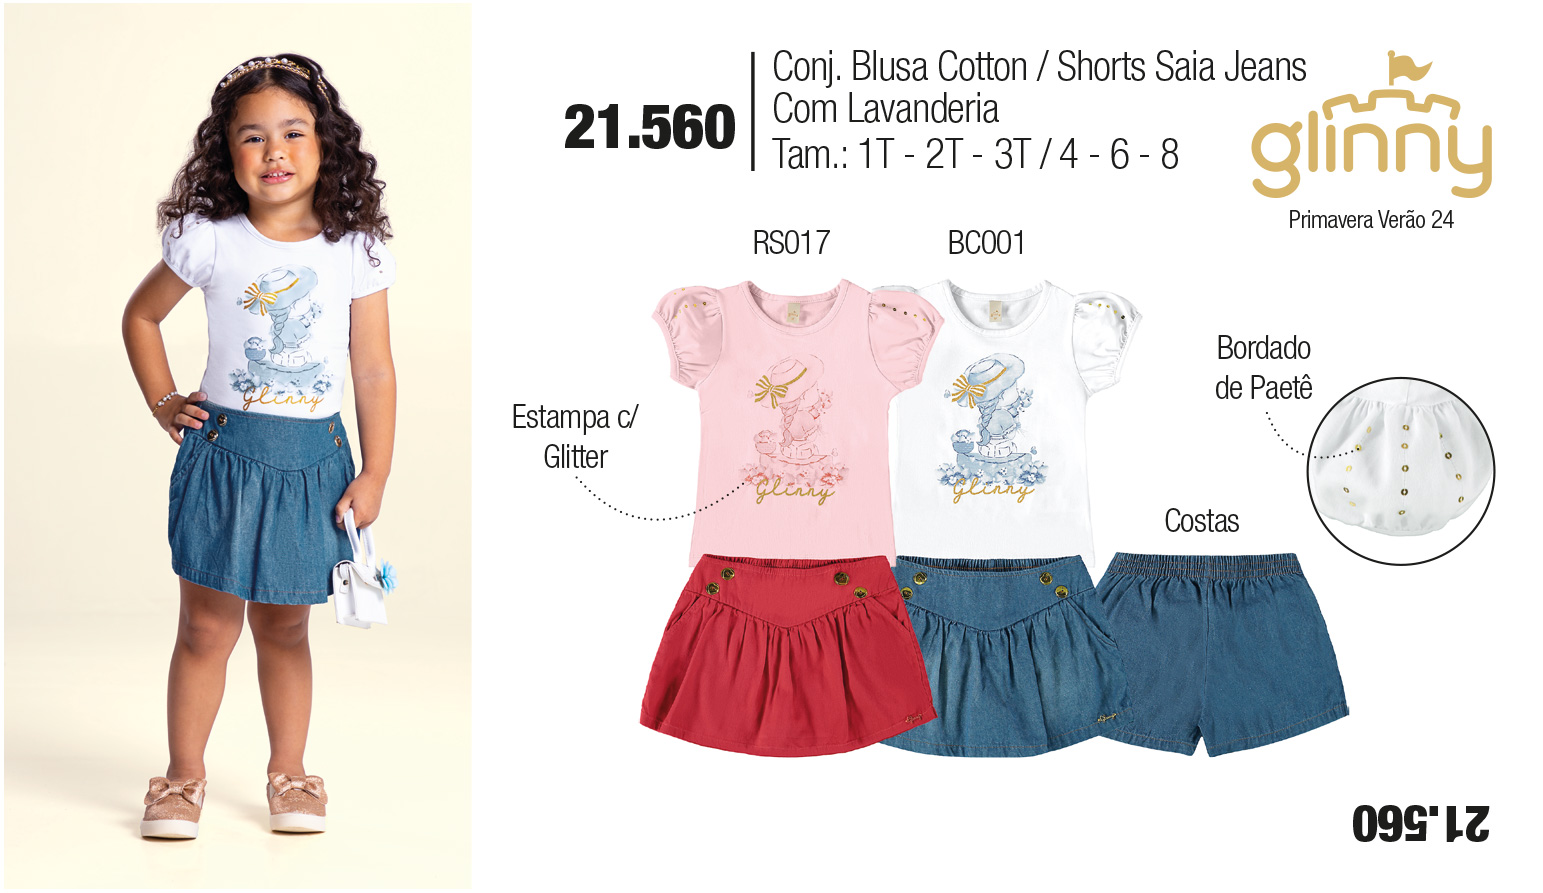 21.560
Conj. Blusa Cotton / Shorts Saia Jeans
Com Lavanderia
Tam.: 1T - 2T - 3T / 4 - 6 - 8
glinny
Primavera Verão 24
RS017
BC001
Estampa c/
Glitter
Bordado
de Paetê
Costas
Glinny
Glinny
Glinny
21.560